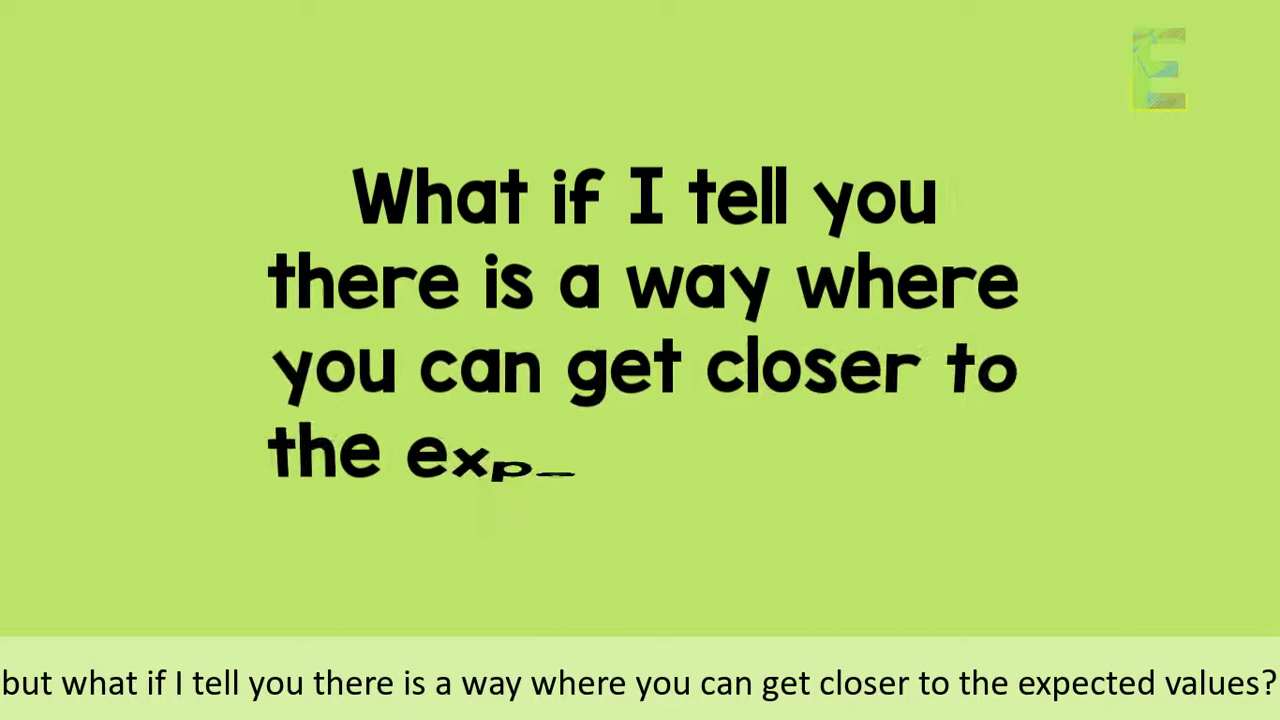 E
What if I tell you
there is a way where
you can get closer to
the exp
but what if I tell you there is a way where you can get closer to the expected values?